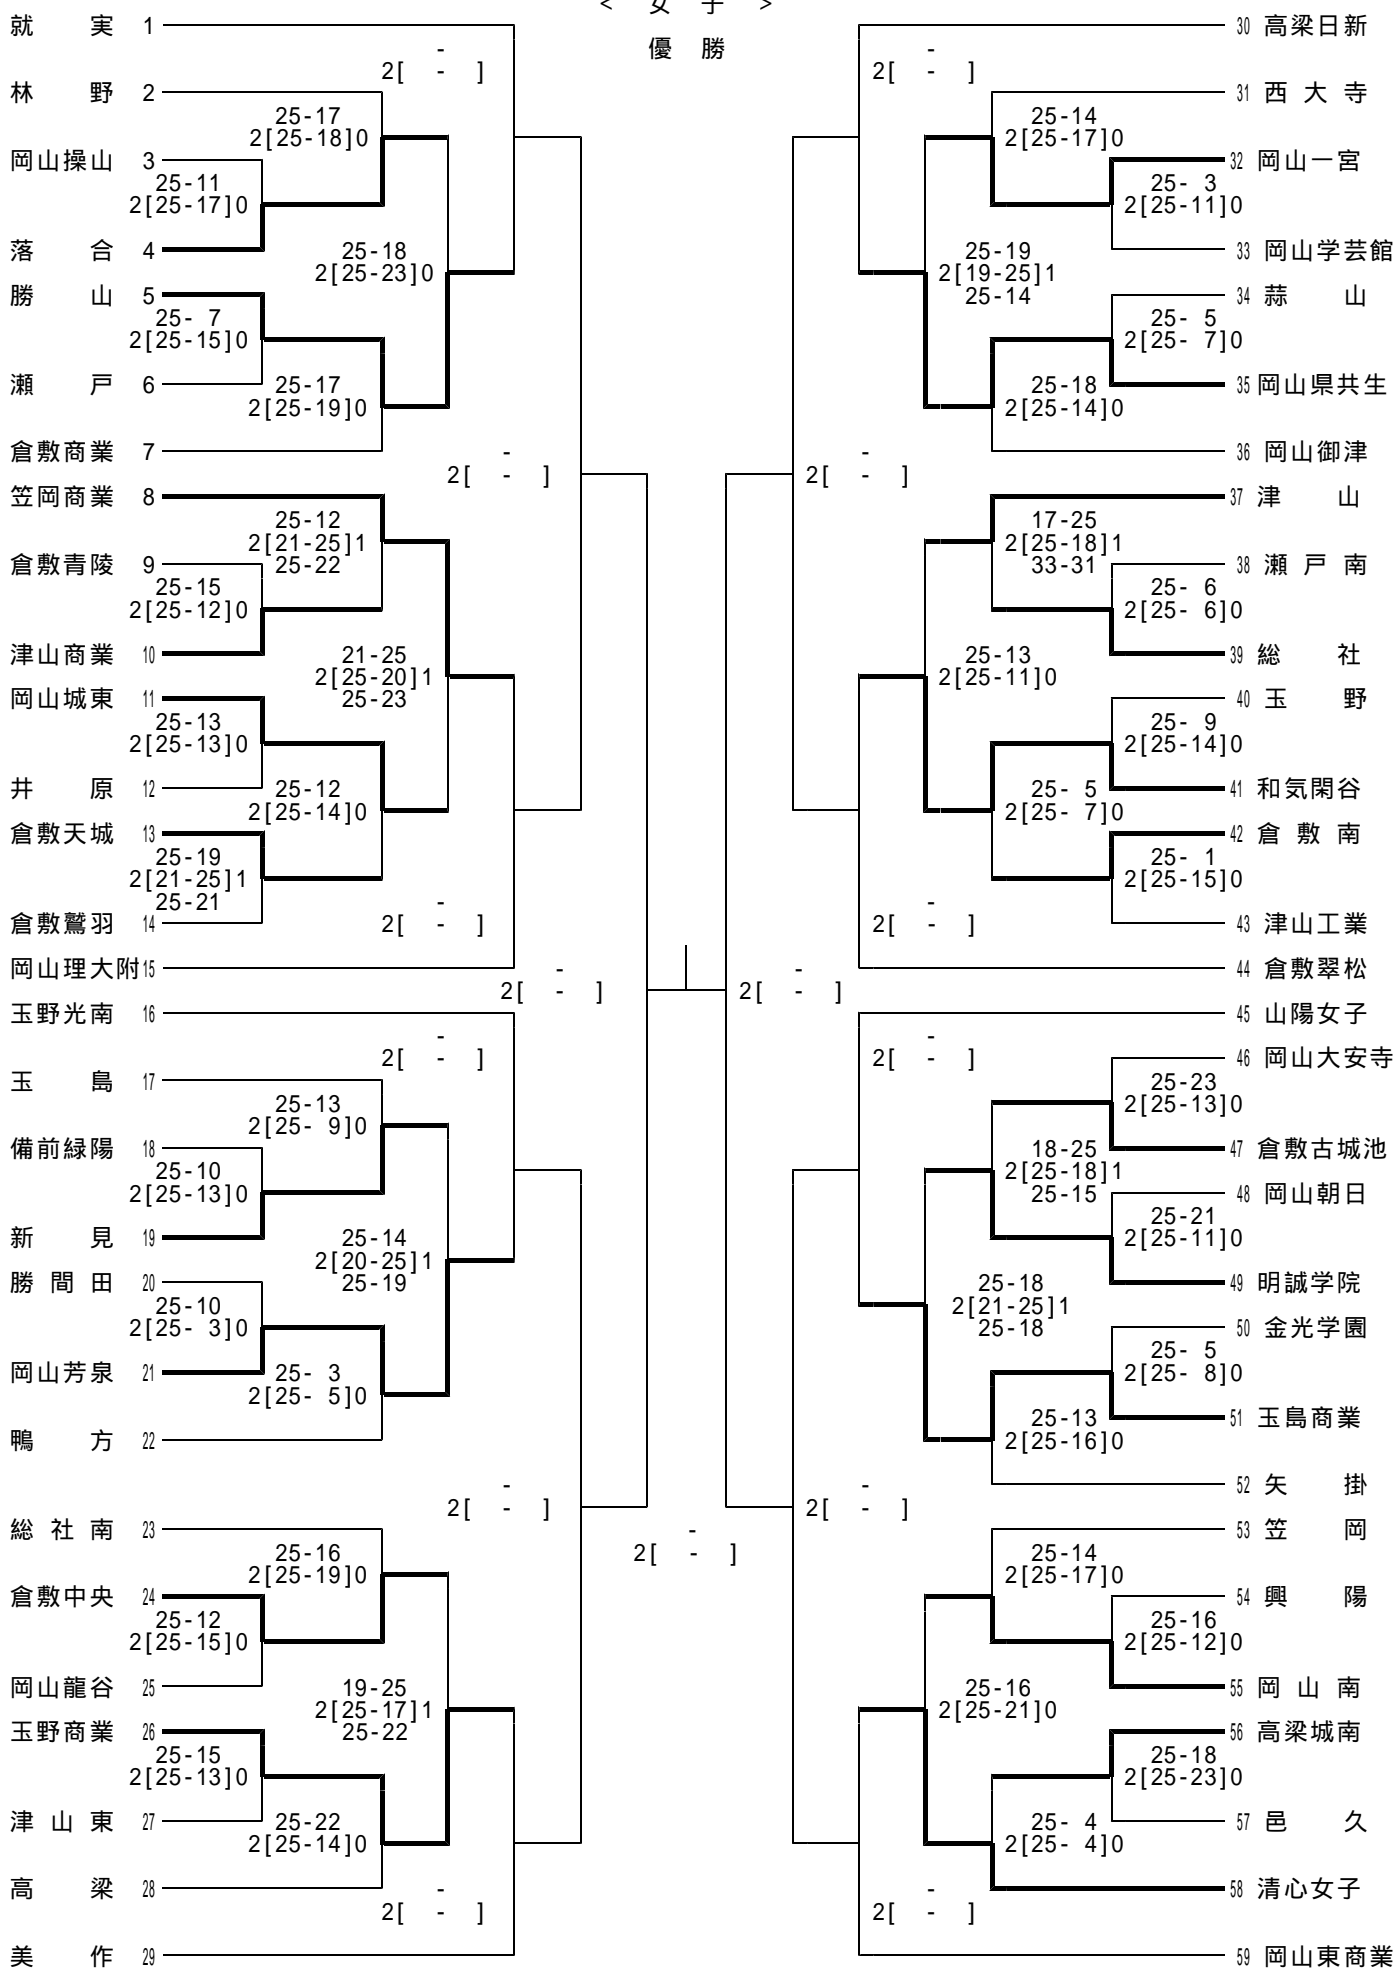 < 女 子 >
優 勝
就 実 1
-
2[ - ]
林 野 2
25-17
2[25-18]0
岡山操山 3
25-11
2[25-17]0
落 合 4
25-18
2[25-23]0
勝 山 5
25- 7
2[25-15]0
瀬 戸 6
25-17
2[25-19]0
倉敷商業 7
-
2[ - ]
笠岡商業 8
25-12
2[21-25]1
25-22
倉敷青陵 9
25-15
2[25-12]0
津山商業 10
21-25
2[25-20]1
25-23
岡山城東 11
25-13
2[25-13]0
井 原 12
25-12
2[25-14]0
倉敷天城 13
25-19
2[21-25]1
25-21
倉敷鷲羽 14
-
2[ - ]
岡山理大附 15
-
2[ - ]
玉野光南 16
-
2[ - ]
玉 島 17
25-13
2[25- 9]0
備前緑陽 18
25-10
2[25-13]0
新 見 19
25-14
2[20-25]1
25-19
勝 間 田 20
25-10
2[25- 3]0
岡山芳泉 21
25- 3
2[25- 5]0
鴨 方 22
-
2[ - ]
総 社 南 23
25-16
2[25-19]0
倉敷中央 24
25-12
2[25-15]0
岡山龍谷 25
19-25
2[25-17]1
25-22
玉野商業 26
25-15
2[25-13]0
津 山 東 27
25-22
2[25-14]0
高 梁 28
-
2[ - ]
美 作 29
-
2[ - ]
30 高梁日新
-
2[ - ]
31 西 大 寺
25-14
2[25-17]0
32 岡山一宮
25- 3
2[25-11]0
33 岡山学芸館
25-19
2[19-25]1
25-14
34 蒜 山
25- 5
2[25- 7]0
35 岡山県共生
25-18
2[25-14]0
36 岡山御津
-
2[ - ]
37 津 山
17-25
2[25-18]1
33-31
38 瀬 戸 南
25- 6
2[25- 6]0
39 総 社
25-13
2[25-11]0
40 玉 野
25- 9
2[25-14]0
41 和気閑谷
25- 5
2[25- 7]0
42 倉 敷 南
25- 1
2[25-15]0
43 津山工業
-
2[ - ]
44 倉敷翠松
-
2[ - ]
45 山陽女子
-
2[ - ]
46 岡山大安寺
25-23
2[25-13]0
47 倉敷古城池
18-25
2[25-18]1
25-15
48 岡山朝日
25-21
2[25-11]0
49 明誠学院
25-18
2[21-25]1
25-18
50 金光学園
25- 5
2[25- 8]0
51 玉島商業
25-13
2[25-16]0
52 矢 掛
-
2[ - ]
53 笠 岡
25-14
2[25-17]0
54 興 陽
25-16
2[25-12]0
55 岡 山 南
25-16
2[25-21]0
56 高梁城南
25-18
2[25-23]0
57 邑 久
25- 4
2[25- 4]0
58 清心女子
-
2[ - ]
59 岡山東商業